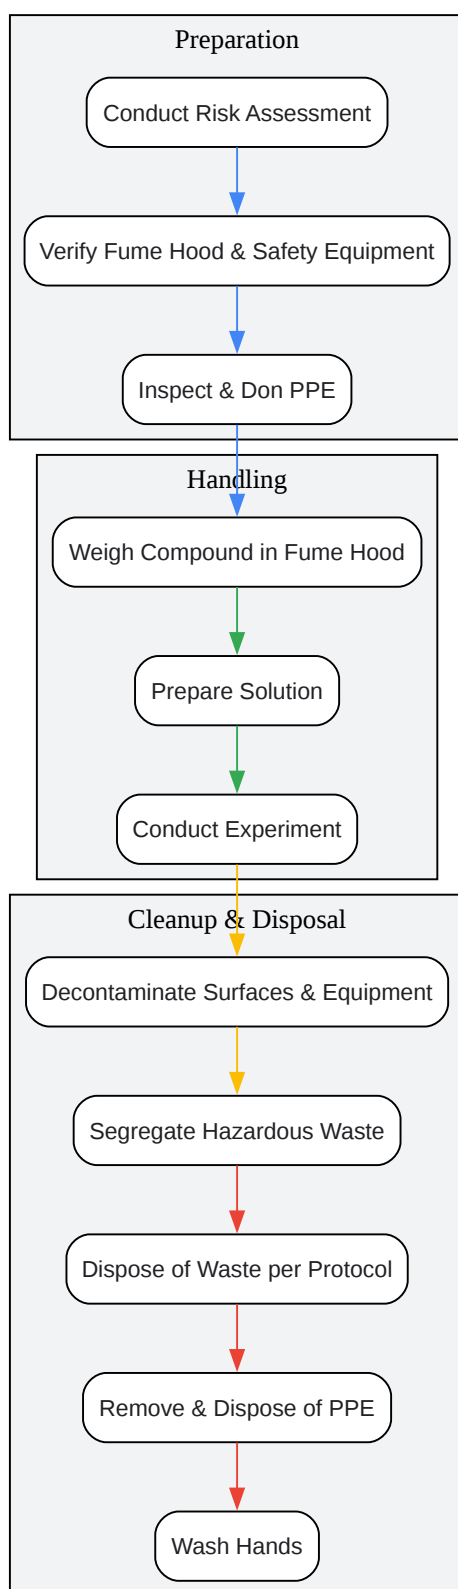 Preparation
Conduct Risk Assessment
Verify Fume Hood & Safety Equipment
Inspect & Don PPE
Handling
Weigh Compound in Fume Hood
Prepare Solution
Conduct Experiment
Cleanup & Disposal
Decontaminate Surfaces & Equipment
Segregate Hazardous Waste
Dispose of Waste per Protocol
Remove & Dispose of PPE
Wash Hands